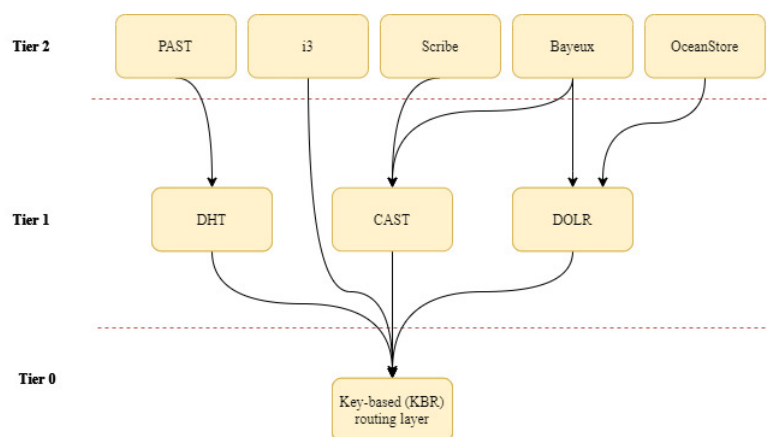 Tier 2
PAST
i3
Scribe
Bayeux
OceanStore
Tier 1
DHT
CAST
DOLR
Tier 0
Key-based (KBR)
routing layer